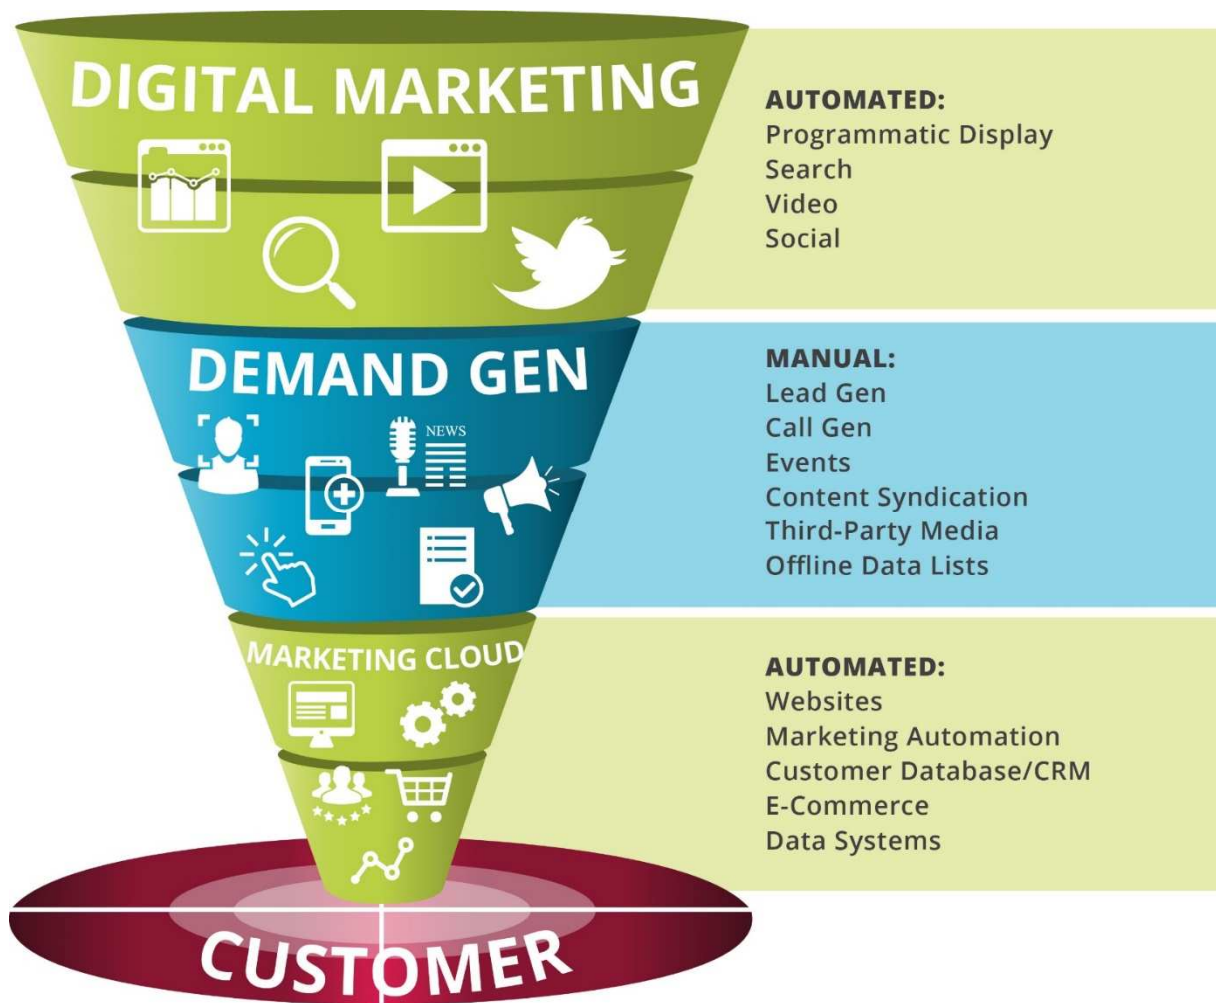 DIGITAL MARKETING
AUTOMATED:
Programmatic Display
Search
Video
Social
DEMAND GEN
NEWS
MANUAL:
Lead Gen
Call Gen
Events
Content Syndication
Third-Party Media
Offline Data Lists
MARKETING CLOUD
AUTOMATED:
Websites
Marketing Automation
Customer Database/CRM
E-Commerce
Data Systems
CUSTOMER